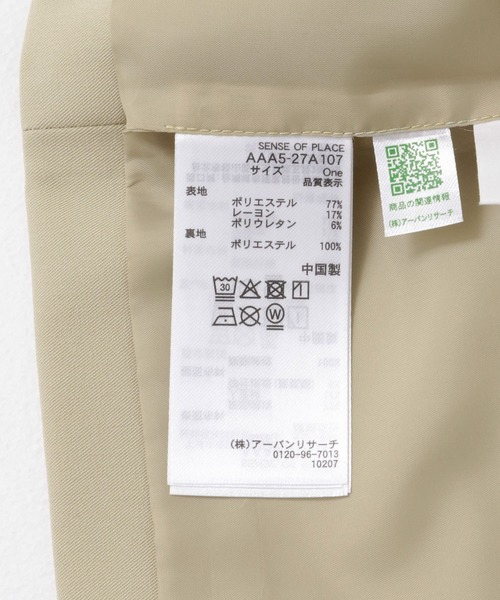 SENSE OF PLACE
AAA5-27A107
サイズ One
品質表示
表地
ポリエステル 77%
レーヨン 17%
ポリウレタン 6%
裏地
ポリエステル 100%
中国製
30
W
(株)アーバンリサーチ
0120-96-7013
10207
商品の関連情報
(株)アーバンリサーチ